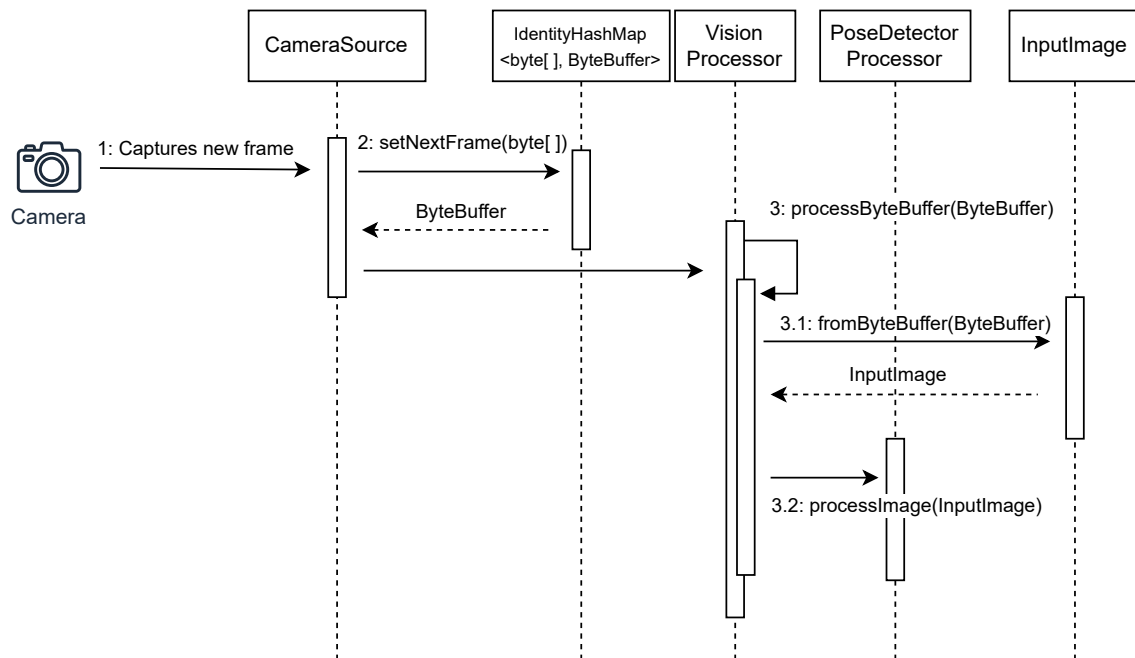 CameraSource
IdentityHashMap
<byte[ ], ByteBuffer>
Vision
Processor
PoseDetector
Processor
InputImage
1: Captures new frame
2: setNextFrame(byte[ ])
Camera
ByteBuffer
3: processByteBuffer(ByteBuffer)
3.1: fromByteBuffer(ByteBuffer)
InputImage
3.2: processImage(InputImage)